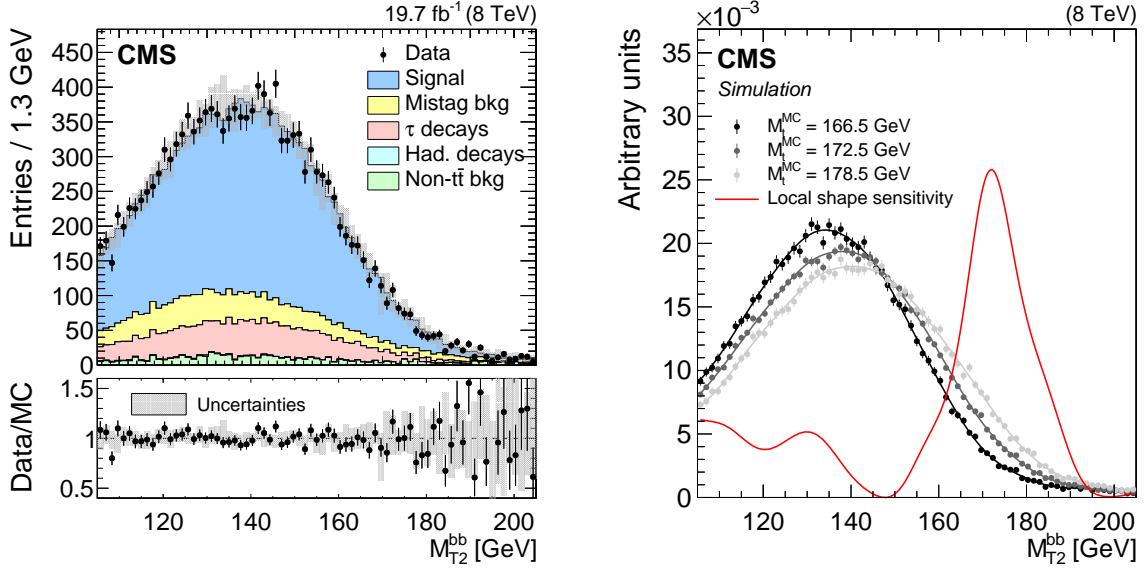 19.7 fb⁻¹ (8 TeV)
CMS
Data
Signal
Mistag bkg
τ decays
Had. decays
Non-tt̄ bkg
Entries / 1.3 GeV
450
400
350
300
250
200
150
100
50
0
Uncertainties
Data/MC
1.5
1
0.5
120 140 160 180 200
M_T2^bb [GeV]
×10⁻³
(8 TeV)
CMS
Simulation
M_t^MC = 166.5 GeV
M_t^MC = 172.5 GeV
M_t^MC = 178.5 GeV
Local shape sensitivity
Arbitrary units
35
30
25
20
15
10
5
0
120 140 160 180 200
M_T2^bb [GeV]